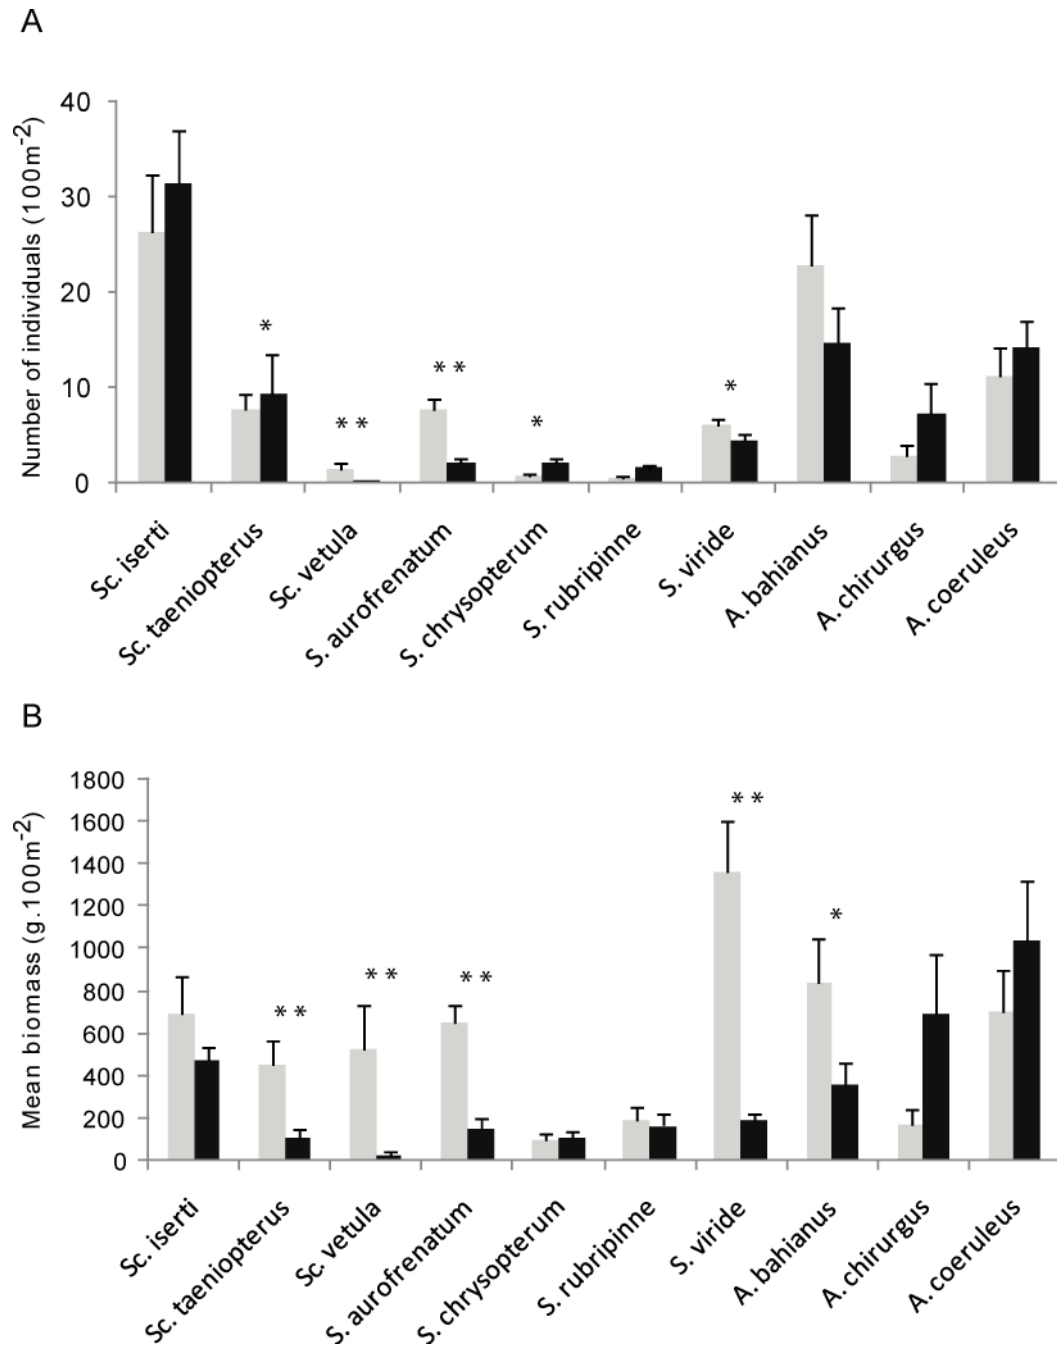 A
Number of individuals (100m-2)
40
30
20
10
0
*
* *
* *
*
*
Sc. iserti
Sc. taeniopterus
Sc. vetula
S. aurofrenatum
S. chrysopterum
S. rubripinne
S. viride
A. bahianus
A. chirurgus
A. coeruleus
B
Mean biomass (g.100m-2)
1800
1600
1400
1200
1000
800
600
400
200
0
* *
* *
* *
* *
*
Sc. iserti
Sc. taeniopterus
Sc. vetula
S. aurofrenatum
S. chrysopterum
S. rubripinne
S. viride
A. bahianus
A. chirurgus
A. coeruleus